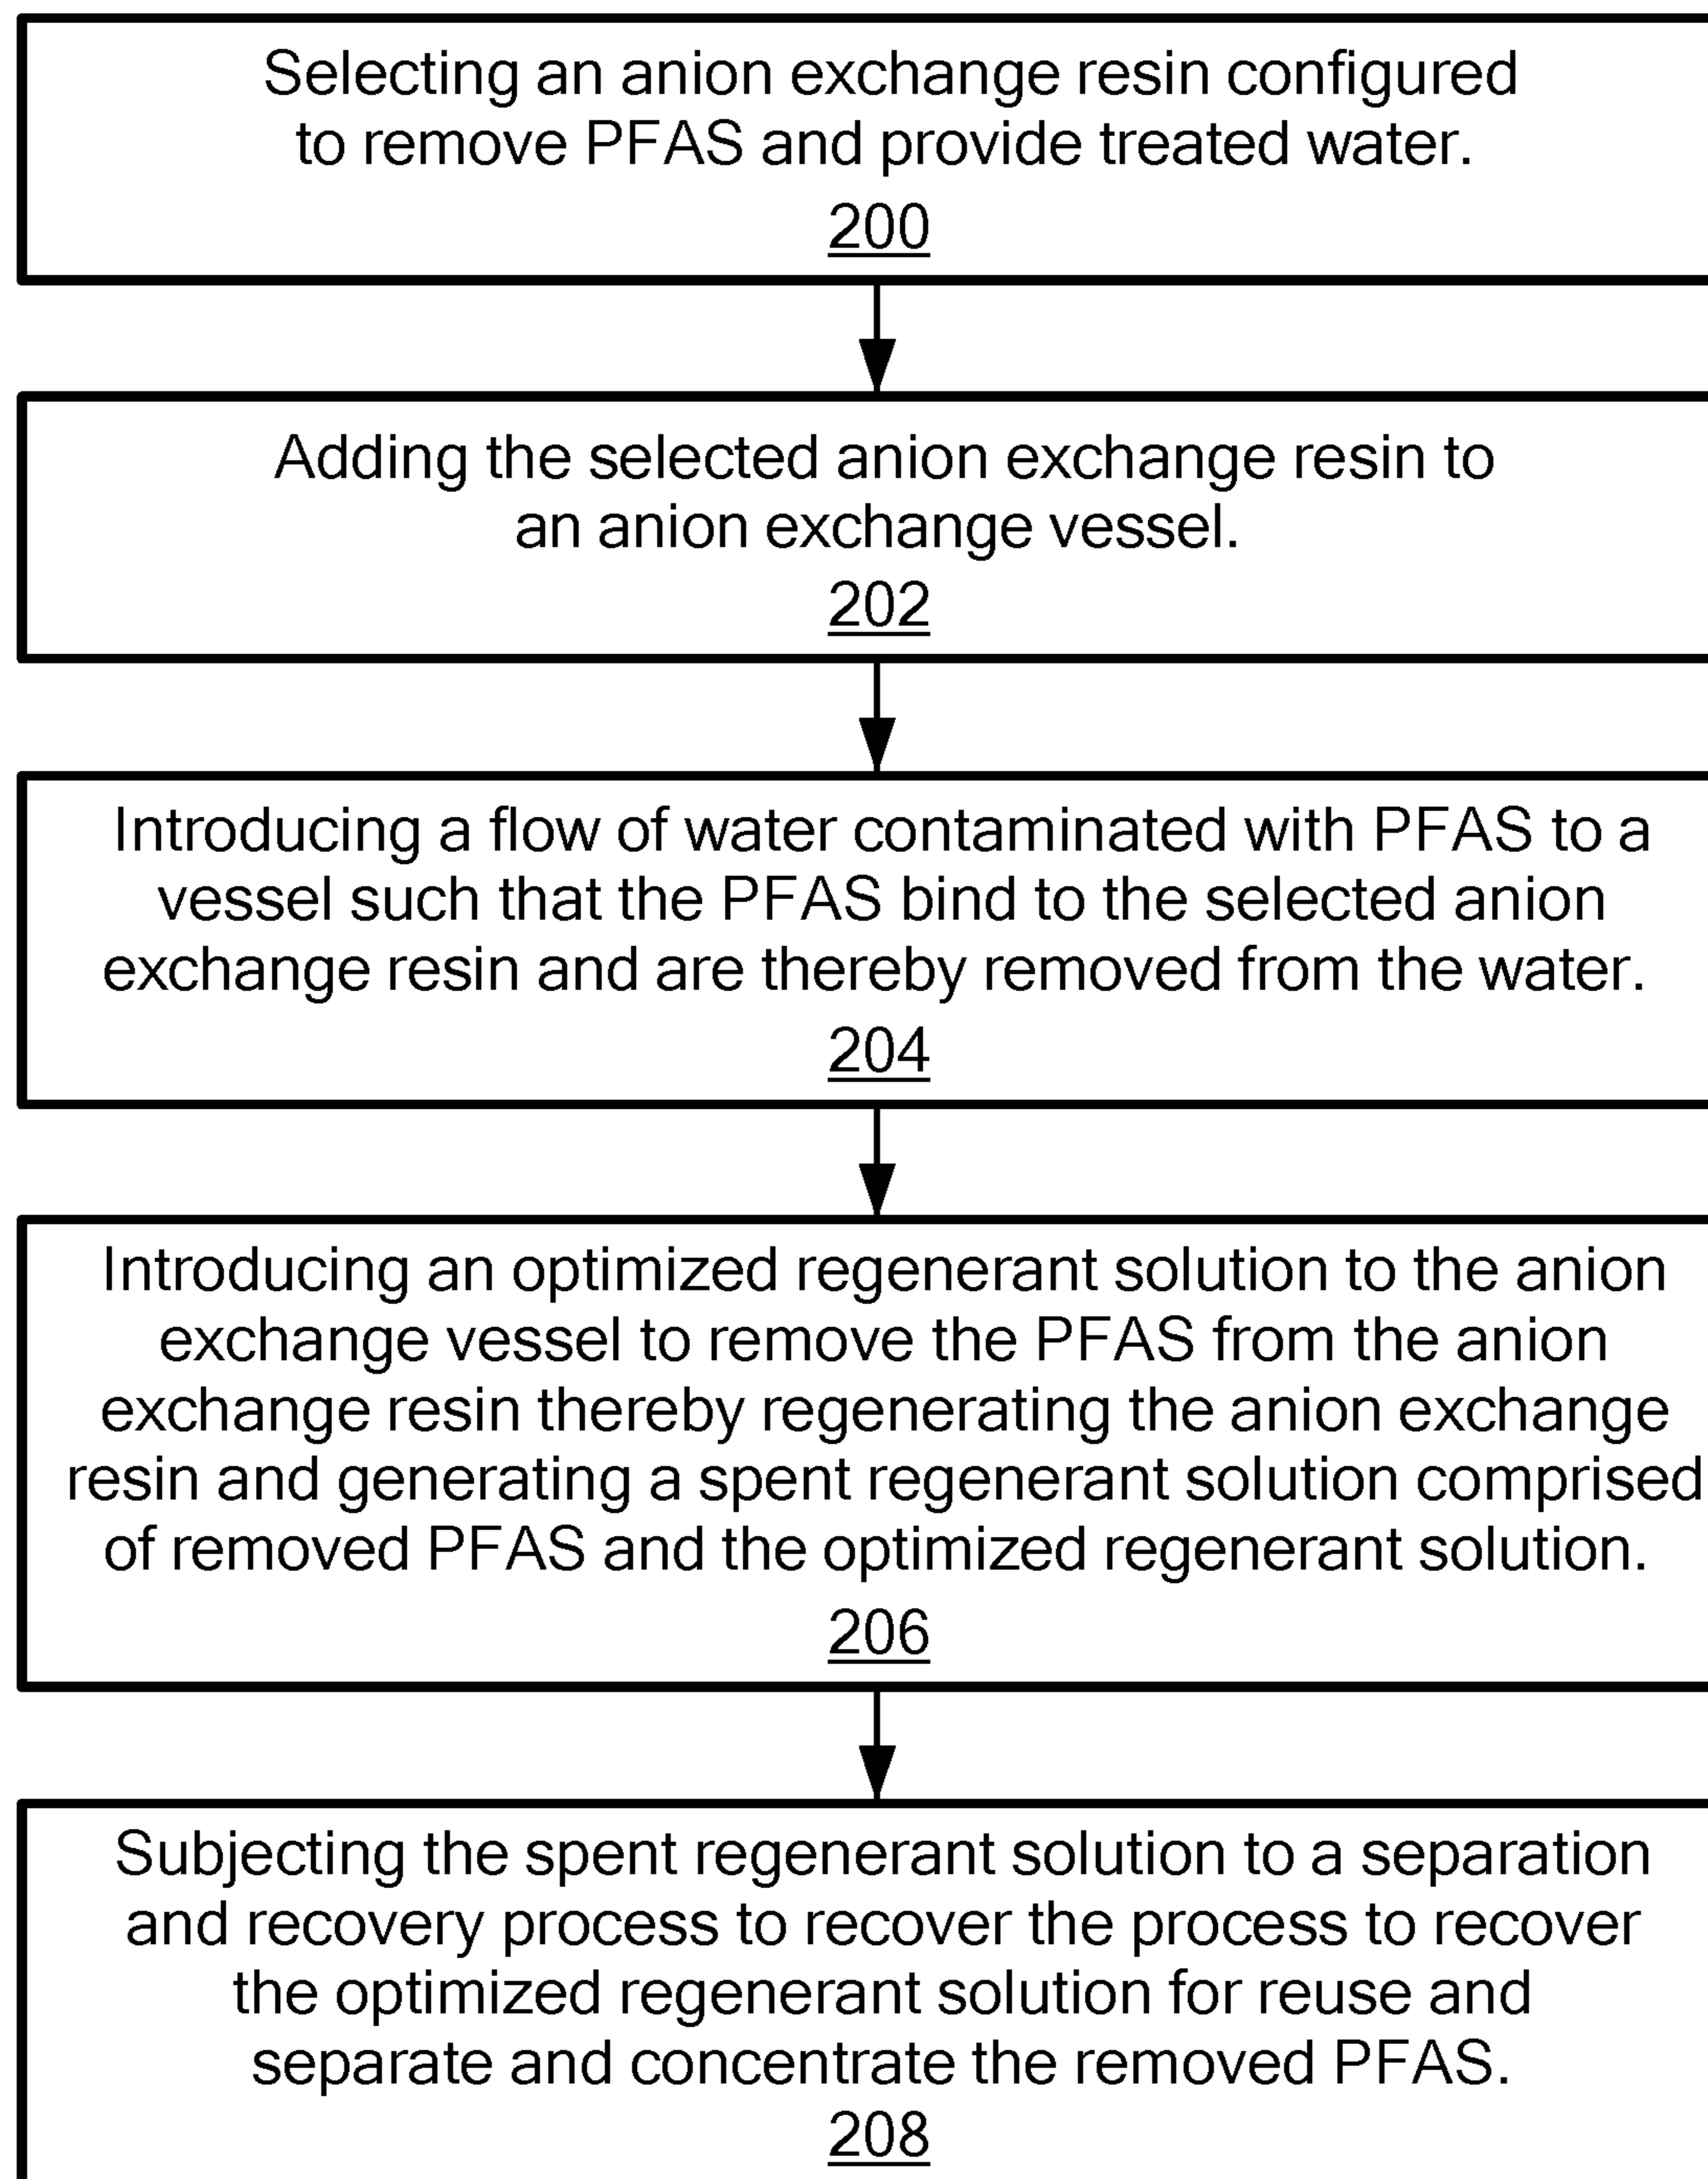 Selecting an anion exchange resin configured
to remove PFAS and provide treated water.
200
Adding the selected anion exchange resin to
an anion exchange vessel.
202
Introducing a flow of water contaminated with PFAS to a
vessel such that the PFAS bind to the selected anion
exchange resin and are thereby removed from the water.
204
Introducing an optimized regenerant solution to the anion
exchange vessel to remove the PFAS from the anion
exchange resin thereby regenerating the anion exchange
resin and generating a spent regenerant solution comprised
of removed PFAS and the optimized regenerant solution.
206
Subjecting the spent regenerant solution to a separation
and recovery process to recover the process to recover
the optimized regenerant solution for reuse and
separate and concentrate the removed PFAS.
208